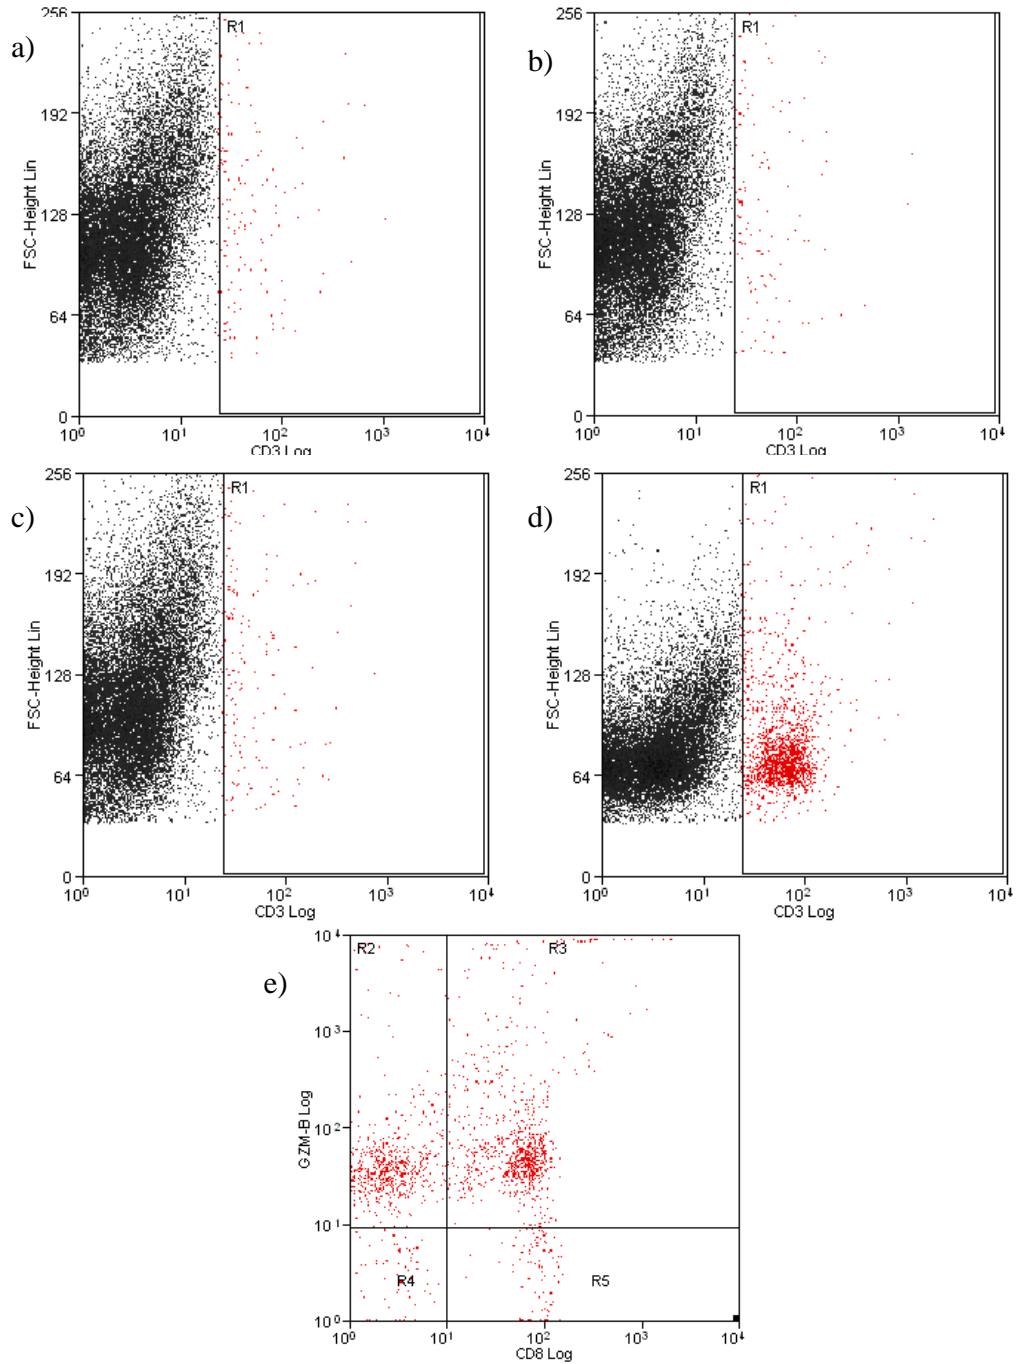 a)
R1
256
192
128
64
0
FSC-Height Lin
10⁰ 10¹ 10² 10³ 10⁴
CD3 Log
b)
R1
256
192
128
64
0
FSC-Height Lin
10⁰ 10¹ 10² 10³ 10⁴
CD3 Log
c)
R1
256
192
128
64
0
FSC-Height Lin
10⁰ 10¹ 10² 10³ 10⁴
CD3 Log
d)
R1
256
192
128
64
0
FSC-Height Lin
10⁰ 10¹ 10² 10³ 10⁴
CD3 Log
e)
R2 R3
R4 R5
10⁴
10³
10²
10¹
10⁰
GZM-B Log
10⁰ 10¹ 10² 10³ 10⁴
CD8 Log